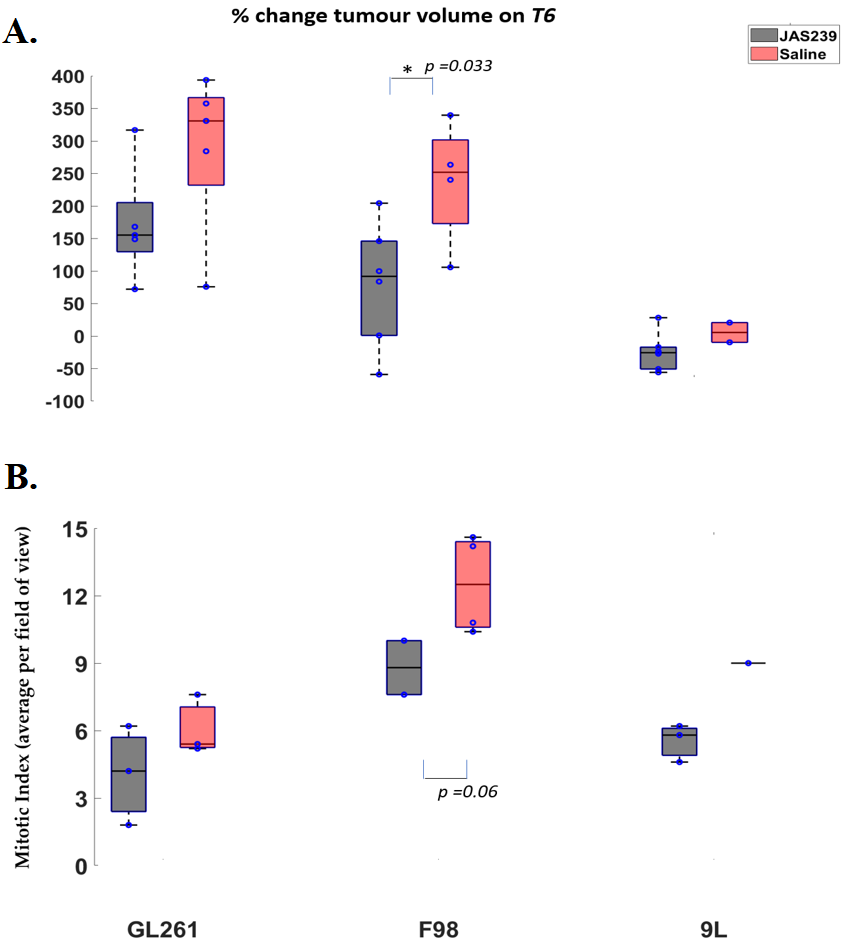 % change tumour volume on T6
A.
JAS239
Saline
* p =0.033
400
350
300
250
200
150
100
50
0
-50
-100
B.
Mitotic Index (average per field of view)
15
12
9
6
3
0
p =0.06
GL261 F98 9L